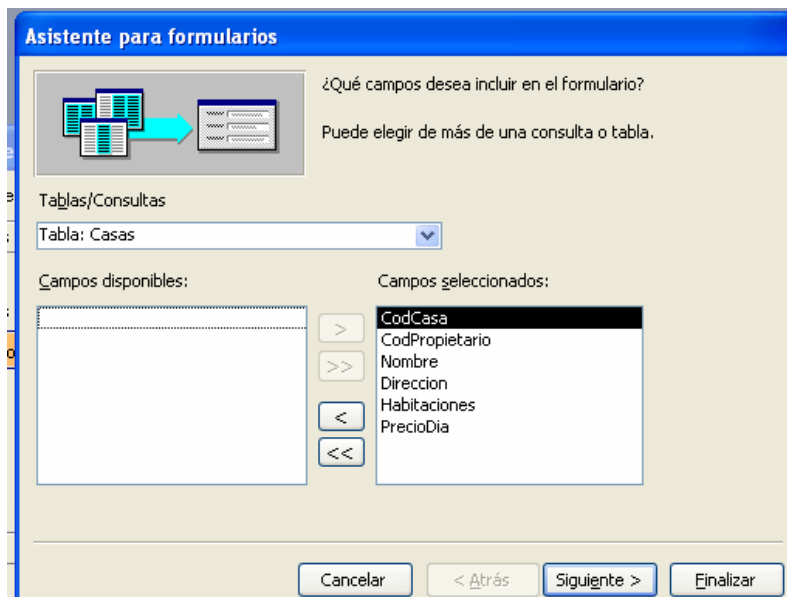 Asistente para formularios
¿Qué campos desea incluir en el formulario?
Puede elegir de más de una consulta o tabla.
Tablas/Consultas
Tabla: Casas
Campos disponibles:
Campos seleccionados:
CodCasa
CodPropietario
Nombre
Direccion
Habitaciones
PrecioDia
>
>>
<
<<
Cancelar
< Atrás
Siguiente >
Finalizar